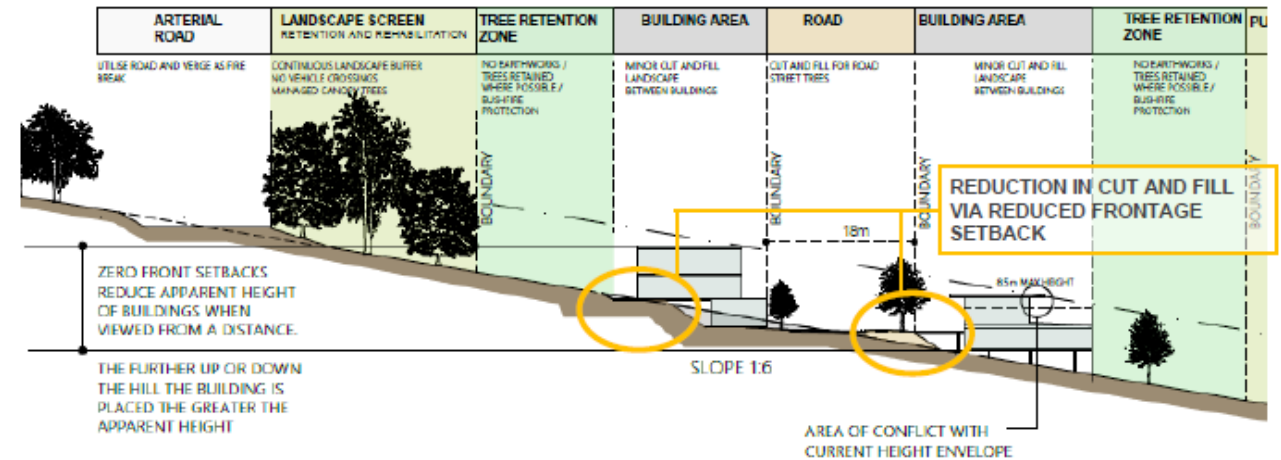 ARTERIAL
ROAD
LANDSCAPE SCREEN
RETENTION AND REHABILITATION
TREE RETENTION
ZONE
BUILDING AREA
ROAD
BUILDING AREA
TREE RETENTION
ZONE
PU
UTILISE ROAD AND VERGE AS FIRE
BREAK
CONTINUOUS LANDSCAPE BUFFER
NO VEHICLE CROSSINGS
MANAGED CANOPY TREES
NO EARTHWORKS /
TREES RETAINED
WHERE POSSIBLE /
BUSHFIRE
PROTECTION
MINOR CUT AND FILL
LANDSCAPE
BETWEEN BUILDINGS
CUT AND FILL FOR ROAD
STREET TREES
MINOR CUT AND FILL
LANDSCAPE
BETWEEN BUILDINGS
NO EARTHWORKS /
TREES RETAINED
WHERE POSSIBLE /
BUSHFIRE
PROTECTION
BOUNDARY
BOUNDARY
BOUNDARY
BOUNDARY
REDUCTION IN CUT AND FILL
VIA REDUCED FRONTAGE
SETBACK
18m
85m MAX HEIGHT
ZERO FRONT SETBACKS
REDUCE APPARENT HEIGHT
OF BUILDINGS WHEN
VIEWED FROM A DISTANCE.
SLOPE 1:6
THE FURTHER UP OR DOWN
THE HILL THE BUILDING IS
PLACED THE GREATER THE
APPARENT HEIGHT
AREA OF CONFLICT WITH
CURRENT HEIGHT ENVELOPE